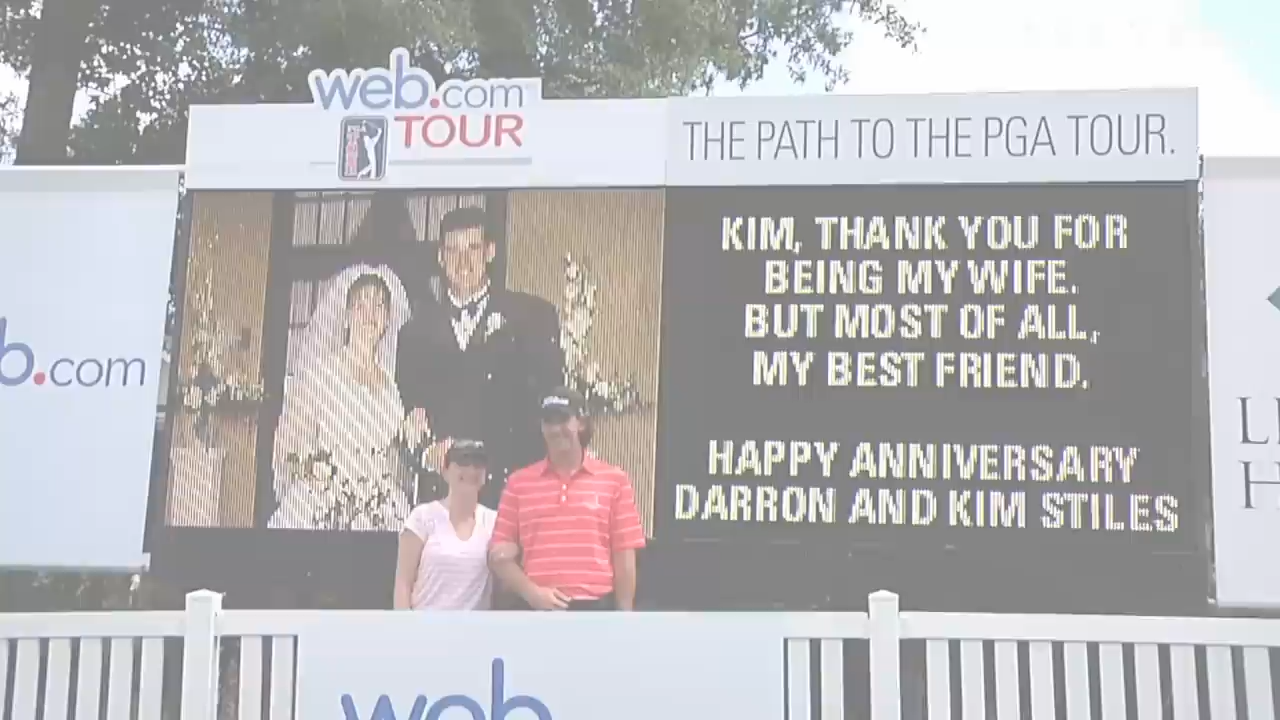 web.com
TOUR
THE PATH TO THE PGA TOUR.
KIM, THANK YOU FOR
BEING MY WIFE.
BUT MOST OF ALL,
MY BEST FRIEND.
HAPPY ANNIVERSARY
DARRON AND KIM STILES
b.com
L
H
web